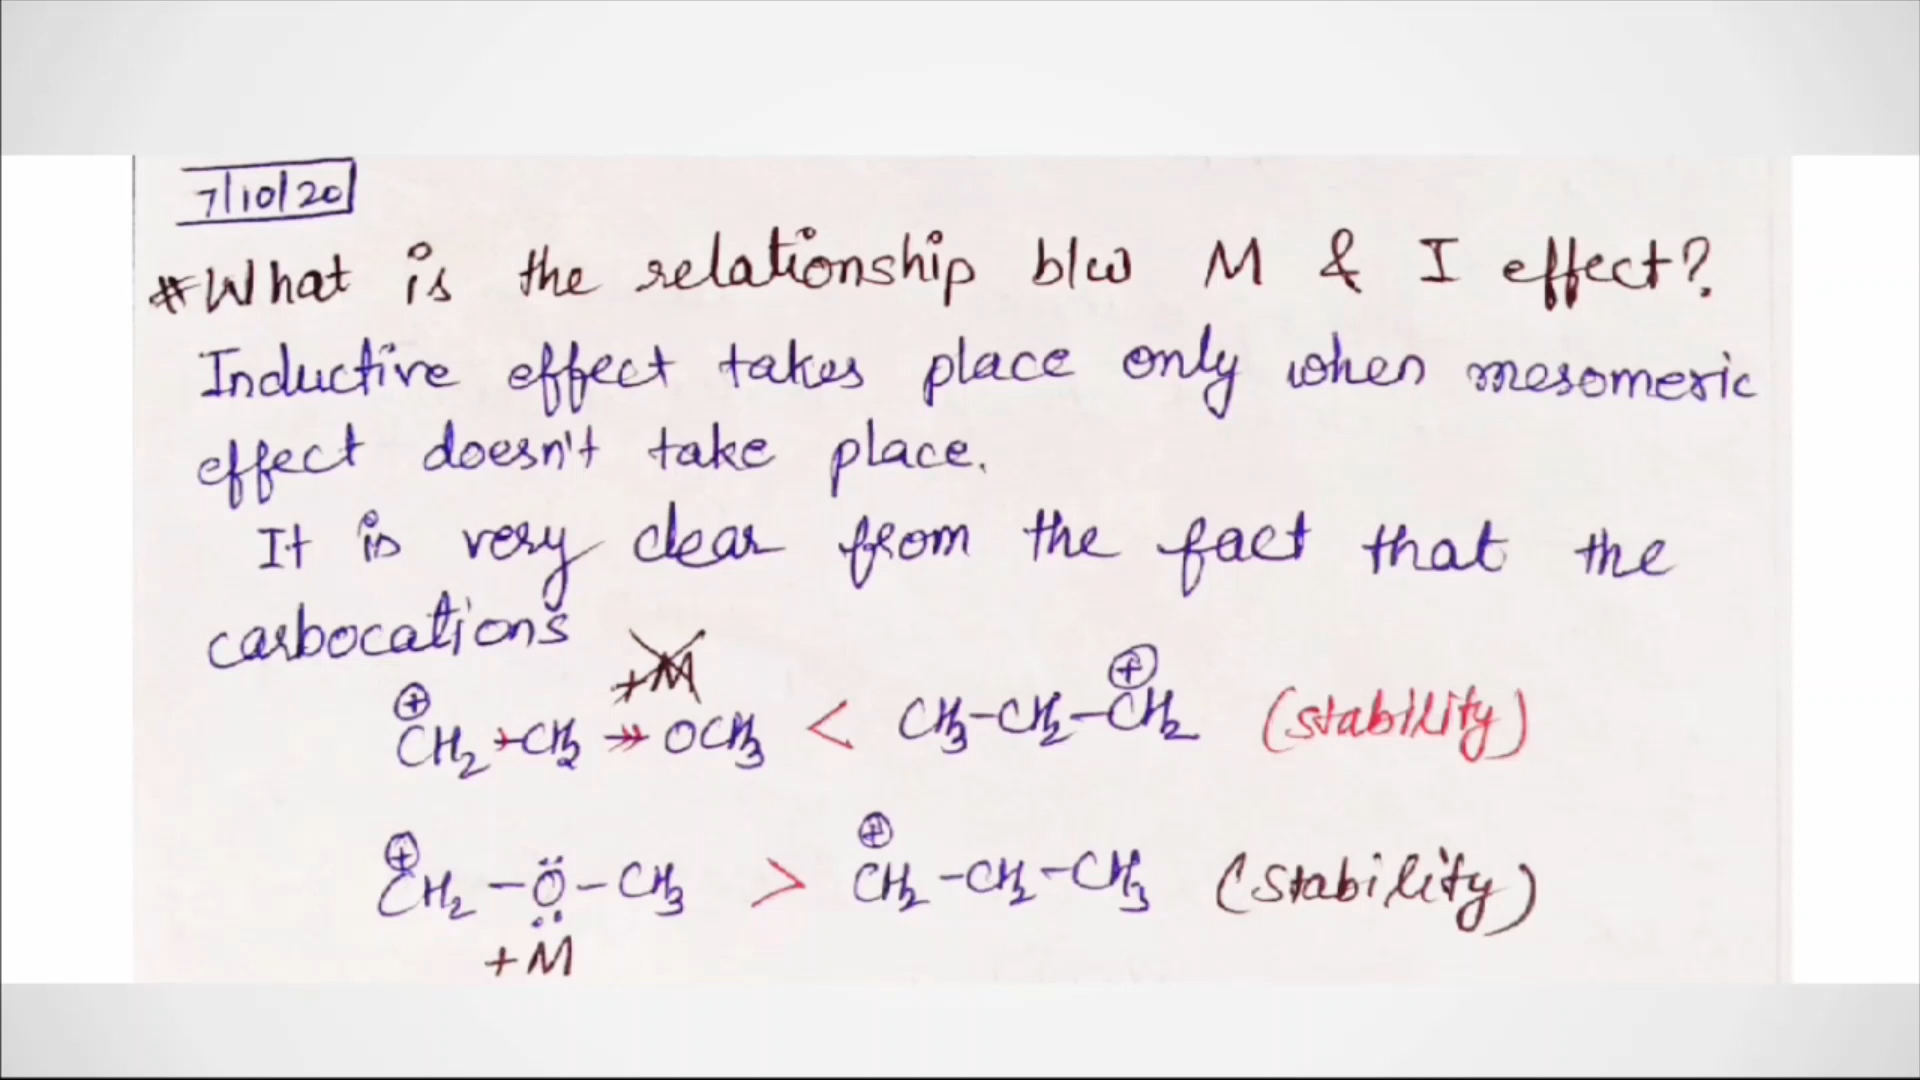 7/10/20
*What is the relationship b/w M & I effect?
Inductive effect takes place only when mesomeric
effect doesn't take place.
It is very clear from the fact that the
carbocations
+M
⊕CH₂-CH₂ ↠ OCH₃ < CH₃-CH₂-⊕CH₂ (stability)
⊕CH₂-Ö-CH₃ > ⊕CH₂-CH₂-CH₃ (stability)
+M